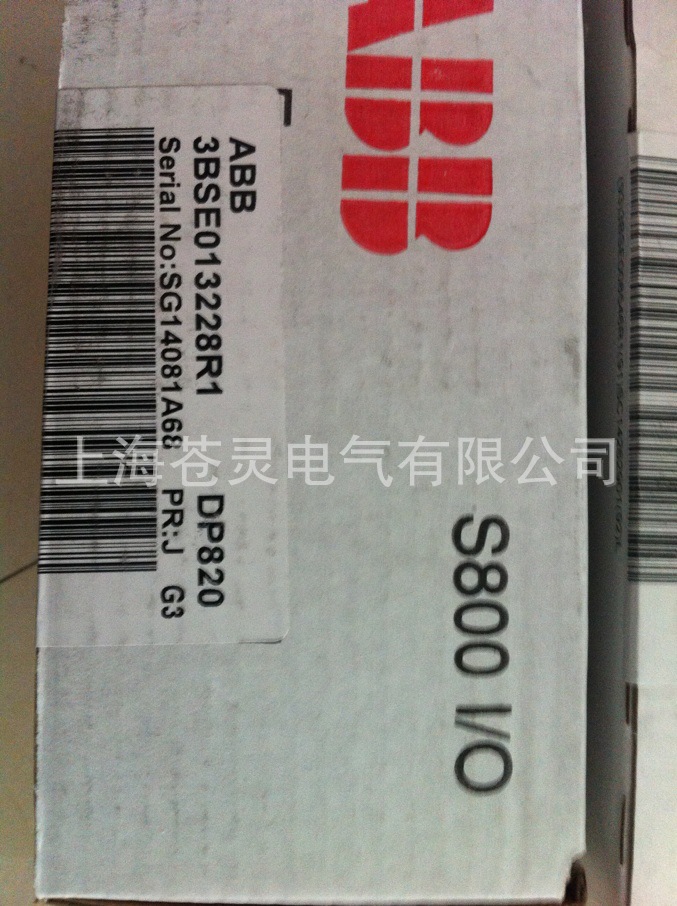 ABB
ABB
3BSE013228R1 DP820
Serial No:SG14081A68 PR:J G3
S800 I/O
上海苍灵电气有限公司